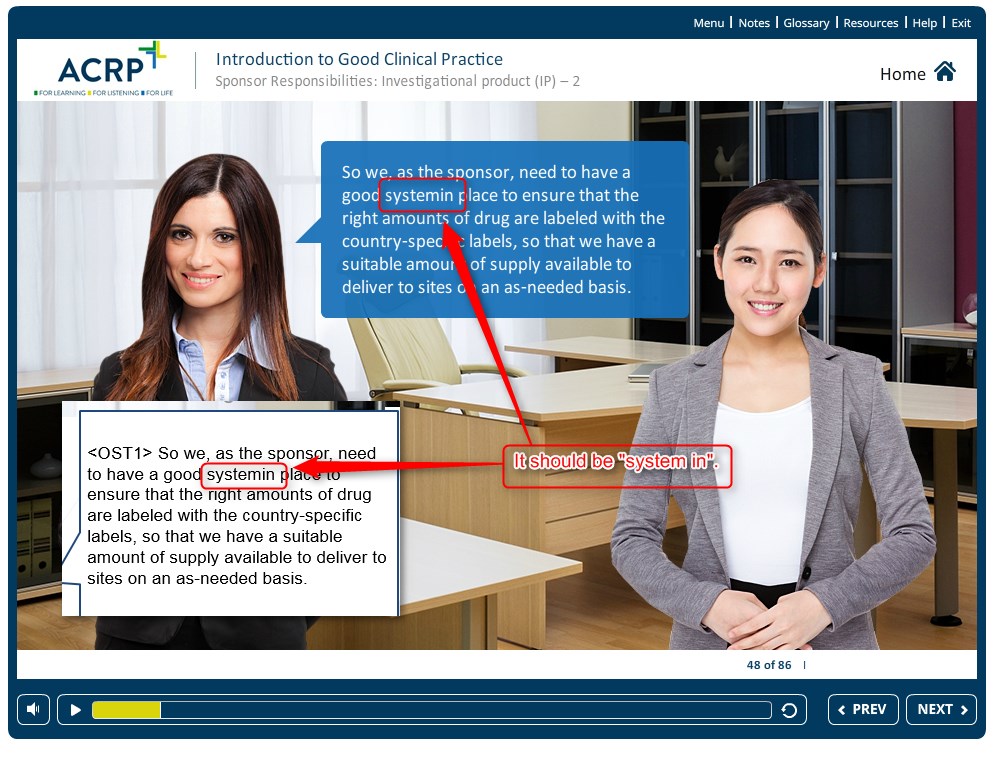 Menu | Notes | Glossary | Resources | Help | Exit
ACRP
FOR LEARNING FOR LISTENING FOR LIFE
Introduction to Good Clinical Practice
Sponsor Responsibilities: Investigational product (IP) – 2
Home
So we, as the sponsor, need to have a
good systemin place to ensure that the
right amounts of drug are labeled with the
country-specific labels, so that we have a
suitable amount of supply available to
deliver to sites on an as-needed basis.
<OST1> So we, as the sponsor, need
to have a good systemin place to
ensure that the right amounts of drug
are labeled with the country-specific
labels, so that we have a suitable
amount of supply available to deliver to
sites on an as-needed basis.
It should be "system in".
48 of 86 |
PREV
NEXT